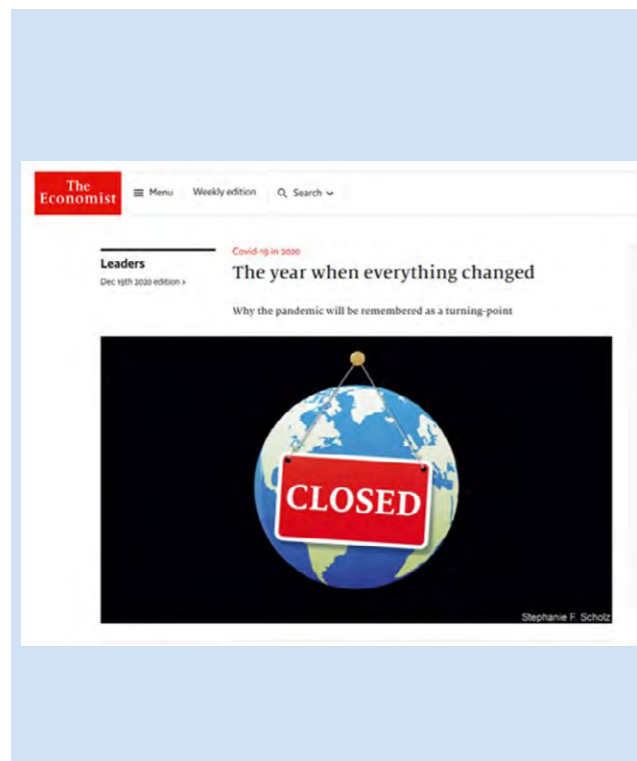 The
Economist
Menu
Weekly edition
Search
Leaders
Dec 19th 2020 edition ›
Covid-19 in 2020
The year when everything changed
Why the pandemic will be remembered as a turning-point
CLOSED
Stephanie F. Scholz